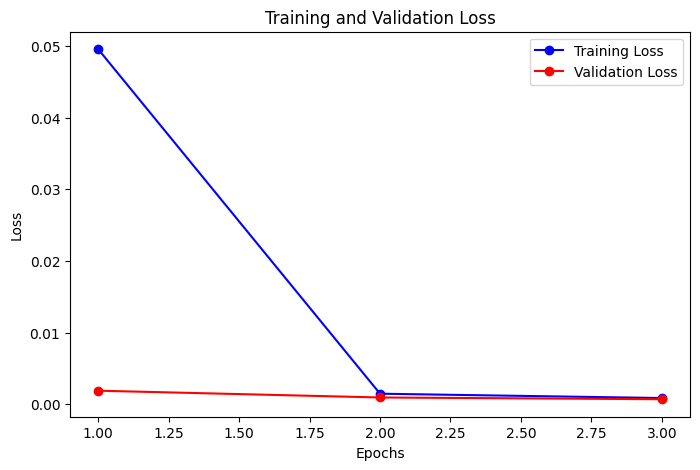 Training and Validation Loss
Training Loss
Validation Loss
Loss
0.05
0.04
0.03
0.02
0.01
0.00
1.00 1.25 1.50 1.75 2.00 2.25 2.50 2.75 3.00
Epochs